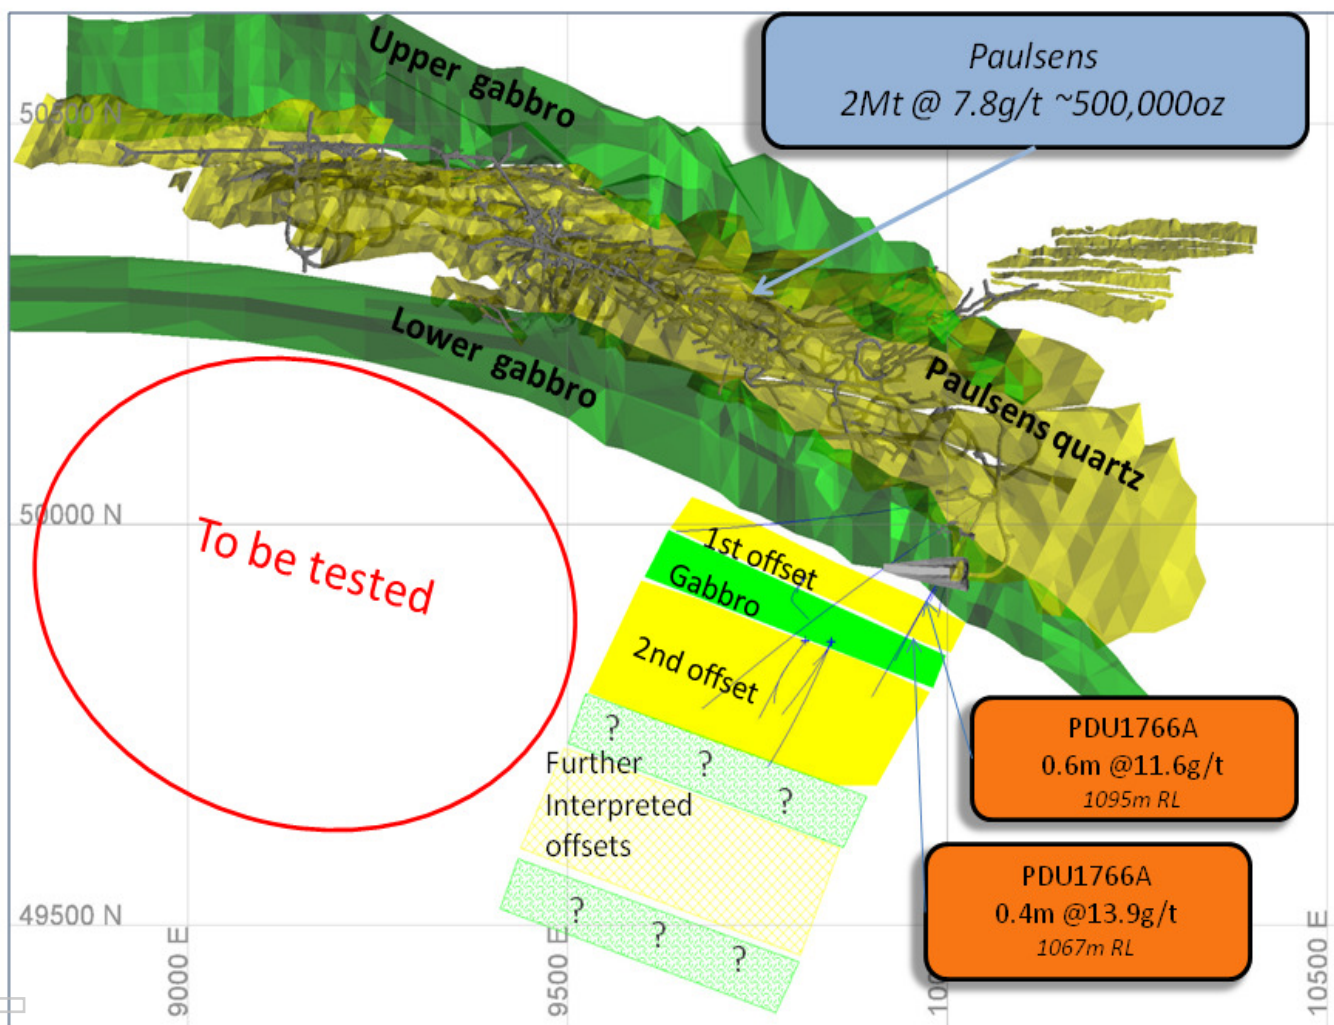 Upper gabbro
Paulsens
2Mt @ 7.8g/t ~500,000oz
50500 N
Lower gabbro
Paulsens quartz
50000 N
To be tested
1st offset
Gabbro
2nd offset
?
?
?
Further
Interpreted
offsets
?
?
?
PDU1766A
0.6m @11.6g/t
1095m RL
PDU1766A
0.4m @13.9g/t
1067m RL
49500 N
9000 E
9500 E
10500 E